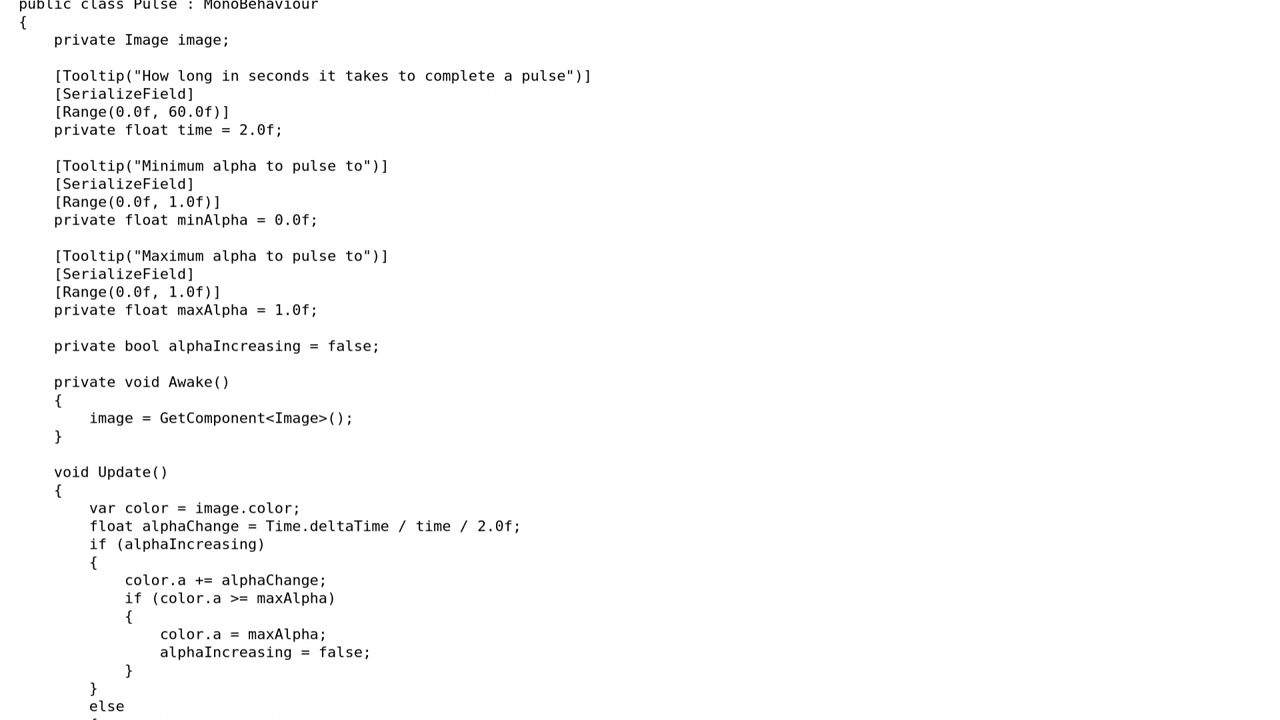 public class Pulse : MonoBehaviour
{
    private Image image;

    [Tooltip("How long in seconds it takes to complete a pulse")]
    [SerializeField]
    [Range(0.0f, 60.0f)]
    private float time = 2.0f;

    [Tooltip("Minimum alpha to pulse to")]
    [SerializeField]
    [Range(0.0f, 1.0f)]
    private float minAlpha = 0.0f;

    [Tooltip("Maximum alpha to pulse to")]
    [SerializeField]
    [Range(0.0f, 1.0f)]
    private float maxAlpha = 1.0f;

    private bool alphaIncreasing = false;

    private void Awake()
    {
        image = GetComponent<Image>();
    }

    void Update()
    {
        var color = image.color;
        float alphaChange = Time.deltaTime / time / 2.0f;
        if (alphaIncreasing)
        {
            color.a += alphaChange;
            if (color.a >= maxAlpha)
            {
                color.a = maxAlpha;
                alphaIncreasing = false;
            }
        }
        else
        {